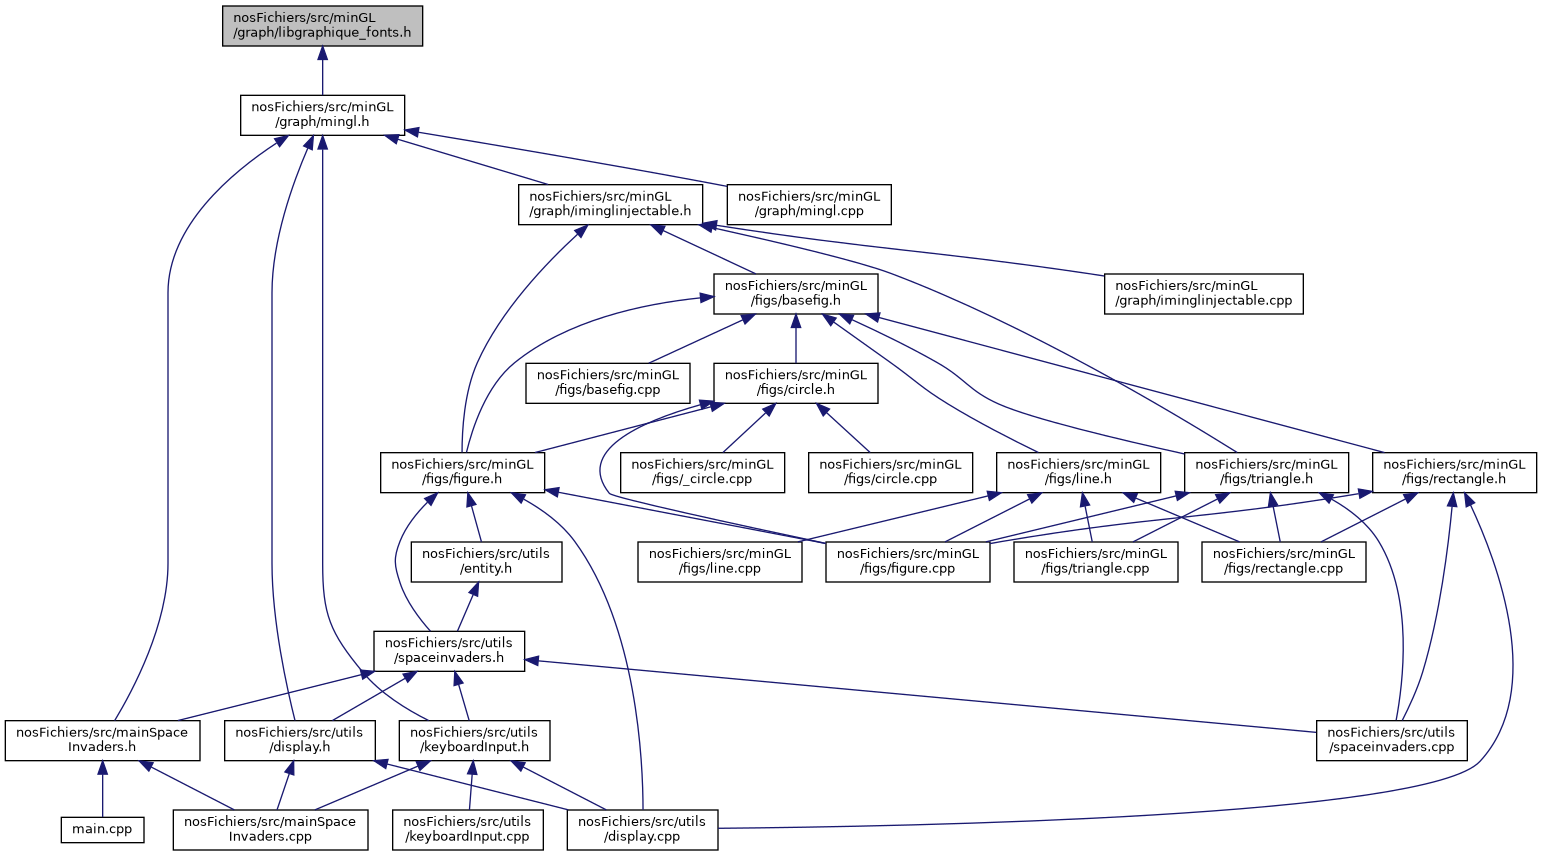 nosFichiers/src/minGL
/graph/libgraphique_fonts.h
nosFichiers/src/minGL
/graph/mingl.h
nosFichiers/src/minGL
/graph/iminglinjectable.h
nosFichiers/src/minGL
/graph/mingl.cpp
nosFichiers/src/minGL
/figs/basefig.h
nosFichiers/src/minGL
/graph/iminglinjectable.cpp
nosFichiers/src/minGL
/figs/basefig.cpp
nosFichiers/src/minGL
/figs/circle.h
nosFichiers/src/minGL
/figs/figure.h
nosFichiers/src/minGL
/figs/_circle.cpp
nosFichiers/src/minGL
/figs/circle.cpp
nosFichiers/src/minGL
/figs/line.h
nosFichiers/src/minGL
/figs/triangle.h
nosFichiers/src/minGL
/figs/rectangle.h
nosFichiers/src/utils
/entity.h
nosFichiers/src/minGL
/figs/line.cpp
nosFichiers/src/minGL
/figs/figure.cpp
nosFichiers/src/minGL
/figs/triangle.cpp
nosFichiers/src/minGL
/figs/rectangle.cpp
nosFichiers/src/utils
/spaceinvaders.h
nosFichiers/src/mainSpace
Invaders.h
nosFichiers/src/utils
/display.h
nosFichiers/src/utils
/keyboardInput.h
nosFichiers/src/utils
/spaceinvaders.cpp
main.cpp
nosFichiers/src/mainSpace
Invaders.cpp
nosFichiers/src/utils
/keyboardInput.cpp
nosFichiers/src/utils
/display.cpp